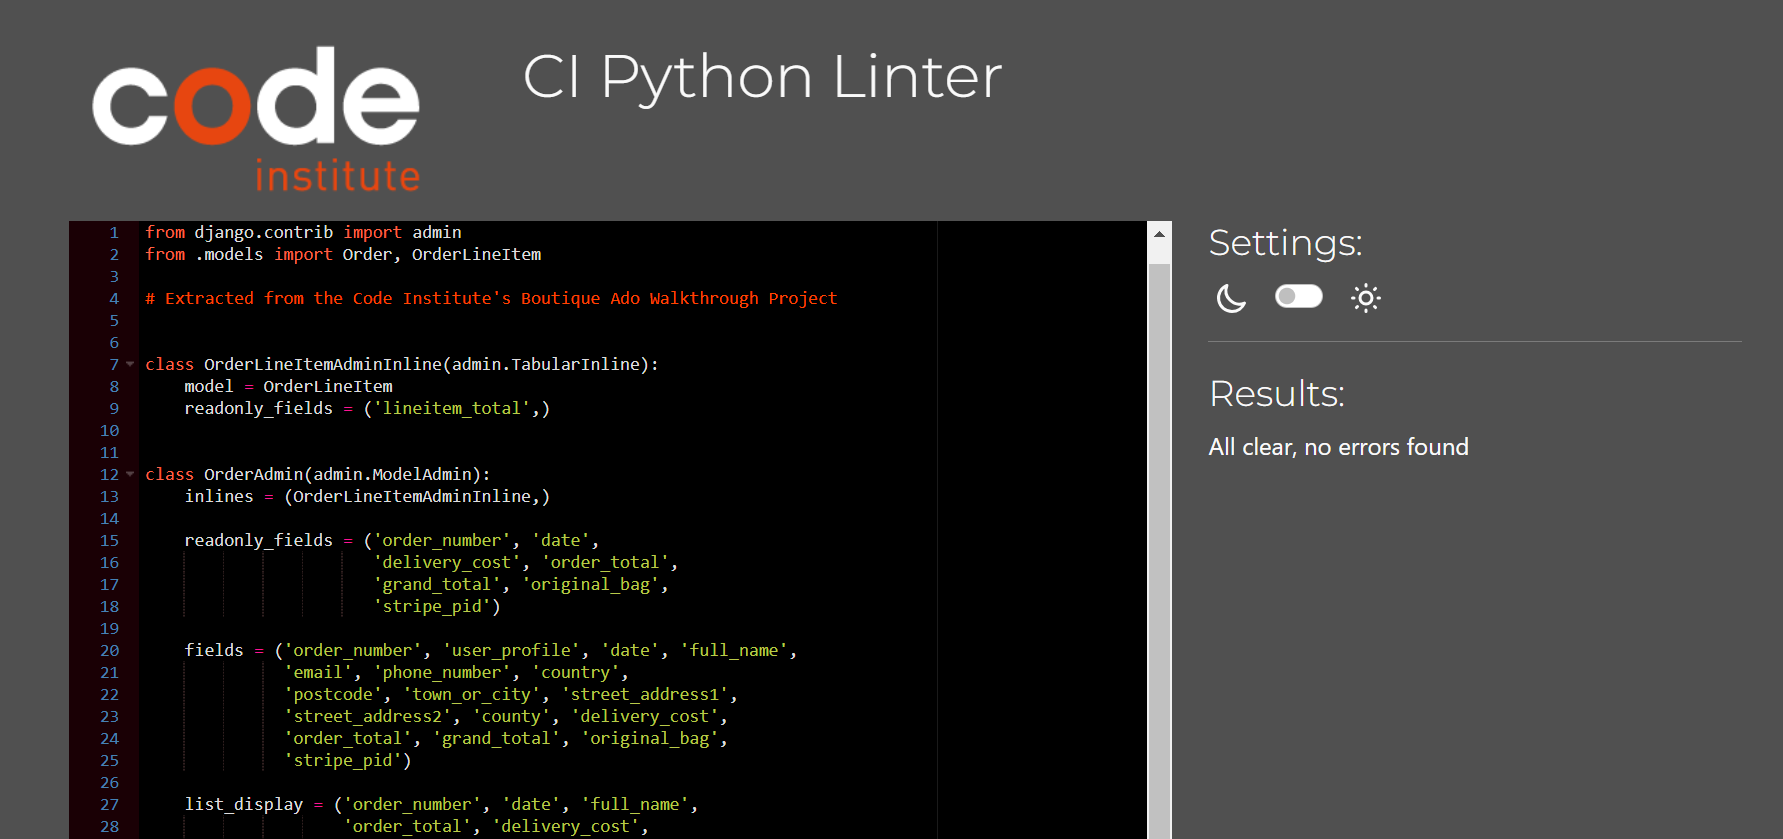 code
institute
CI Python Linter
1 from django.contrib import admin
2 from .models import Order, OrderLineItem
3
4 # Extracted from the Code Institute's Boutique Ado Walkthrough Project
5
6
7 class OrderLineItemAdminInline(admin.TabularInline):
8     model = OrderLineItem
9     readonly_fields = ('lineitem_total',)
10
11
12 class OrderAdmin(admin.ModelAdmin):
13     inlines = (OrderLineItemAdminInline,)
14
15     readonly_fields = ('order_number', 'date',
16                        'delivery_cost', 'order_total',
17                        'grand_total', 'original_bag',
18                        'stripe_pid')
19
20     fields = ('order_number', 'user_profile', 'date', 'full_name',
21               'email', 'phone_number', 'country',
22               'postcode', 'town_or_city', 'street_address1',
23               'street_address2', 'county', 'delivery_cost',
24               'order_total', 'grand_total', 'original_bag',
25               'stripe_pid')
26
27     list_display = ('order_number', 'date', 'full_name',
28                     'order_total', 'delivery_cost',
Settings:
Results:
All clear, no errors found